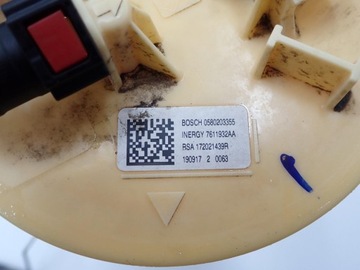 BOSCH 0580203355
INERGY 7611932AA
RSA 172021439R
190917 2 0063